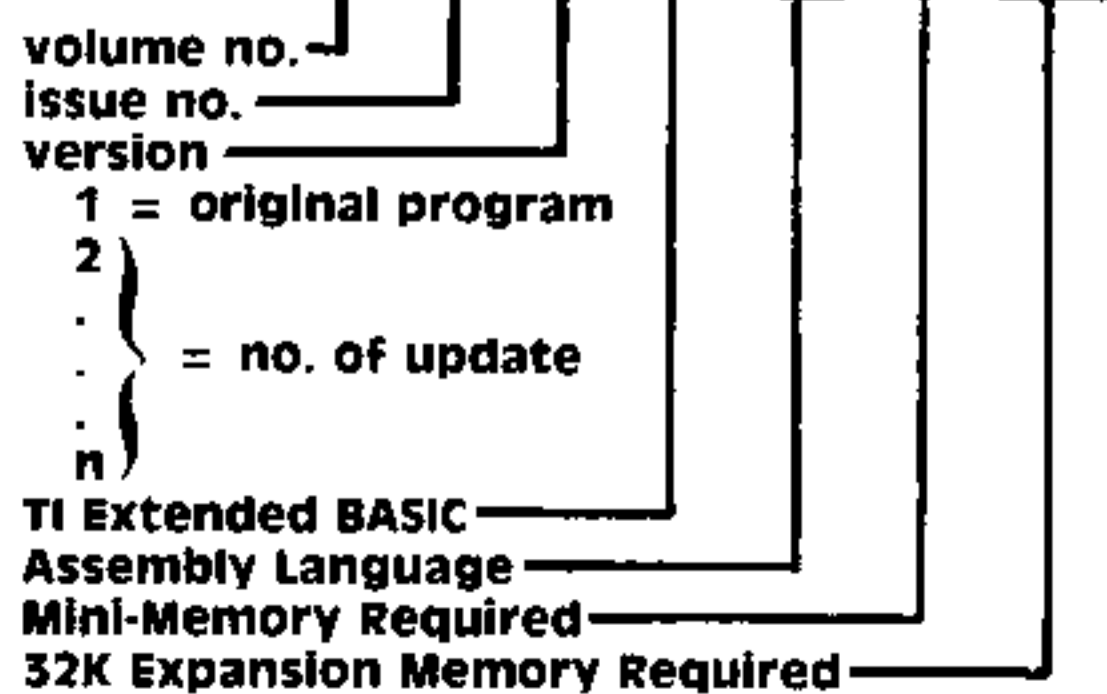 volume no.
issue no.
version
1 = original program
2
.
. = no. of update
.
n
TI Extended BASIC
Assembly Language
Mini-Memory Required
32K Expansion Memory Required